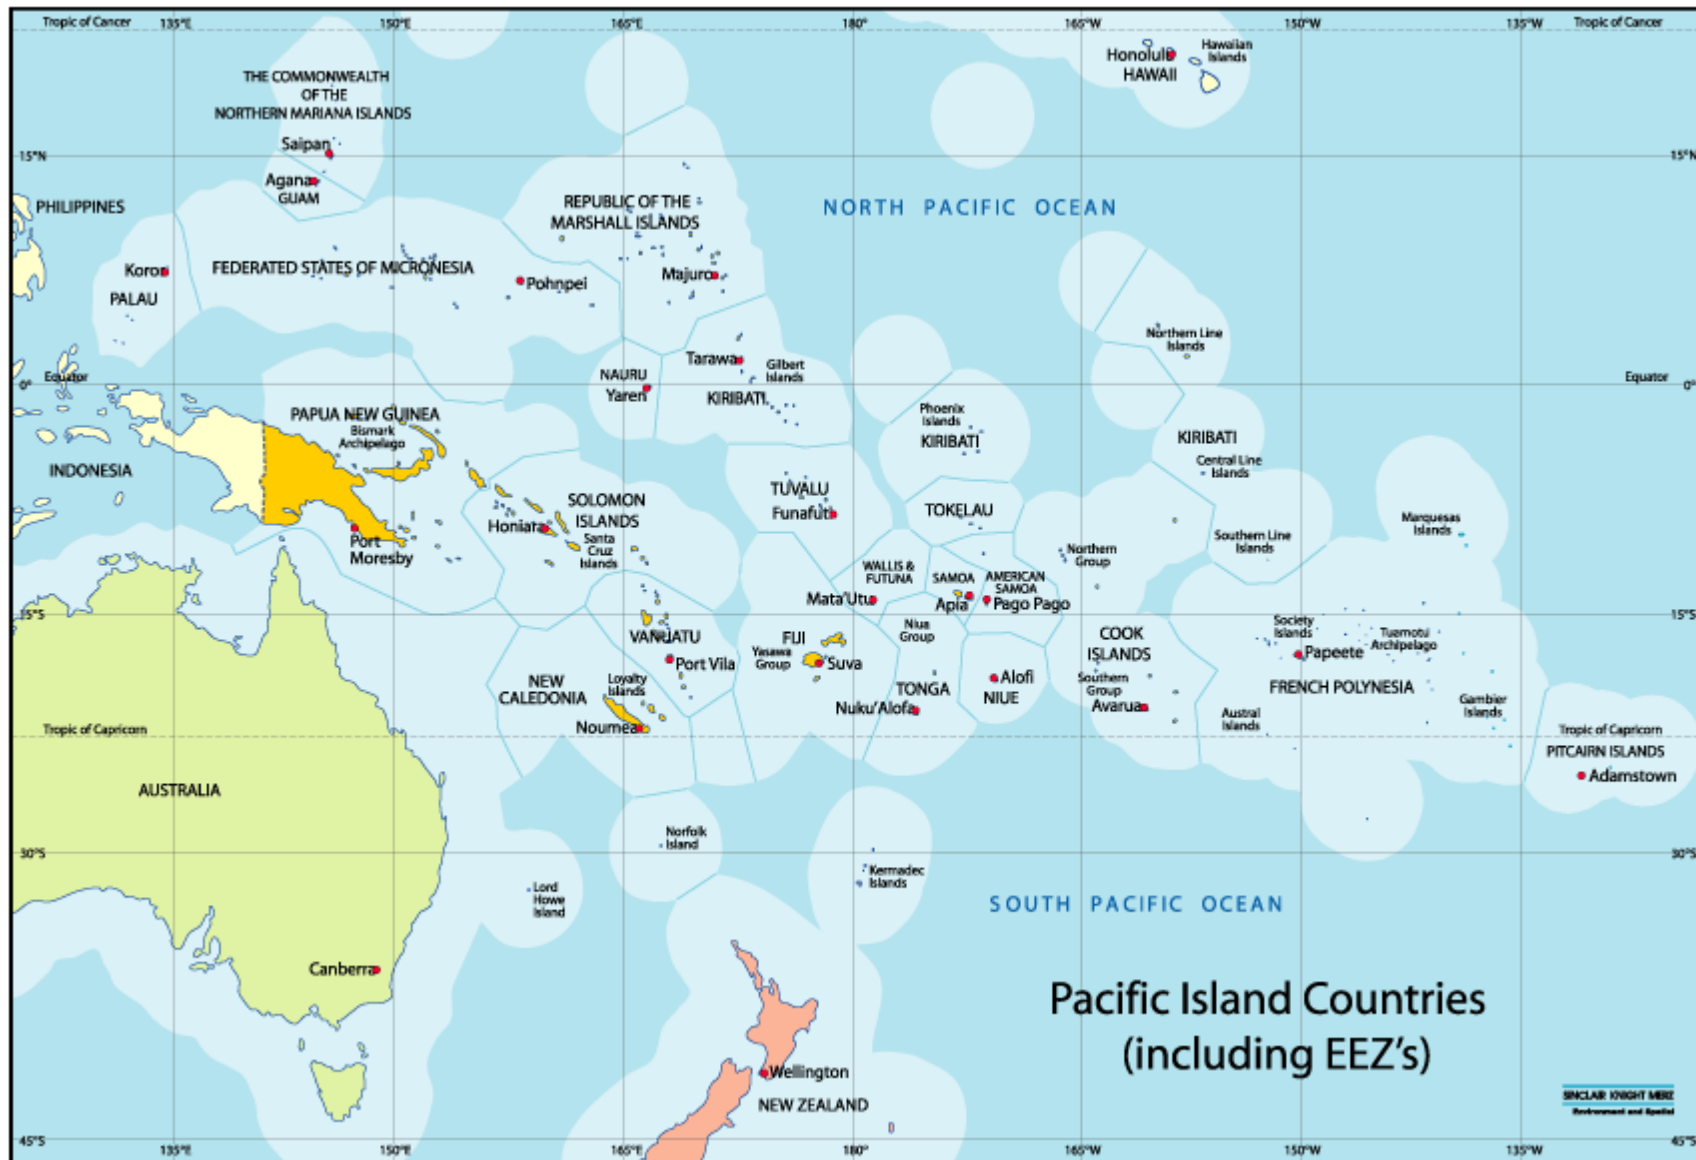 Tropic of Cancer
135°E
150°E
165°E
180°
165°W
150°W
135°W
Tropic of Cancer
Honolulu
HAWAII
Hawaiian
Islands
THE COMMONWEALTH
OF THE
NORTHERN MARIANA ISLANDS
Saipan
15°N
15°N
Agana
GUAM
PHILIPPINES
REPUBLIC OF THE
MARSHALL ISLANDS
NORTH PACIFIC OCEAN
Koror
PALAU
FEDERATED STATES OF MICRONESIA
Pohnpei
Majuro
Northern Line
Islands
Tarawa
Gilbert
Islands
KIRIBATI
NAURU
Yaren
0°
Equator
Equator
0°
PAPUA NEW GUINEA
Bismark
Archipelago
Phoenix
Islands
KIRIBATI
KIRIBATI
Central Line
Islands
INDONESIA
TUVALU
Funafuti
SOLOMON
ISLANDS
Honiara
Santa
Cruz
Islands
TOKELAU
Marquesas
Islands
Port
Moresby
Northern
Group
Southern Line
Islands
WALLIS &
FUTUNA
SAMOA
AMERICAN
SAMOA
Mata'Utu
Apia
Pago Pago
15°S
15°S
VANUATU
Port Vila
FIJI
Yasawa
Group
Suva
Niua
Group
COOK
ISLANDS
Society
Islands
Papeete
Tuamotu
Archipelago
NEW
CALEDONIA
Loyalty
Islands
TONGA
Nuku'Alofa
Alofi
NIUE
Southern
Group
Avarua
FRENCH POLYNESIA
Austral
Islands
Gambier
Islands
Noumea
Tropic of Capricorn
Tropic of Capricorn
PITCAIRN ISLANDS
Adamstown
AUSTRALIA
Norfolk
Island
30°S
30°S
Kermadec
Islands
Lord
Howe
Island
SOUTH PACIFIC OCEAN
Canberra
Pacific Island Countries
(including EEZ's)
Wellington
NEW ZEALAND
SINCLAIR KNIGHT MERZ
Environment and Spatial
45°S
45°S
135°E
150°E
165°E
180°
165°W
150°W
135°W